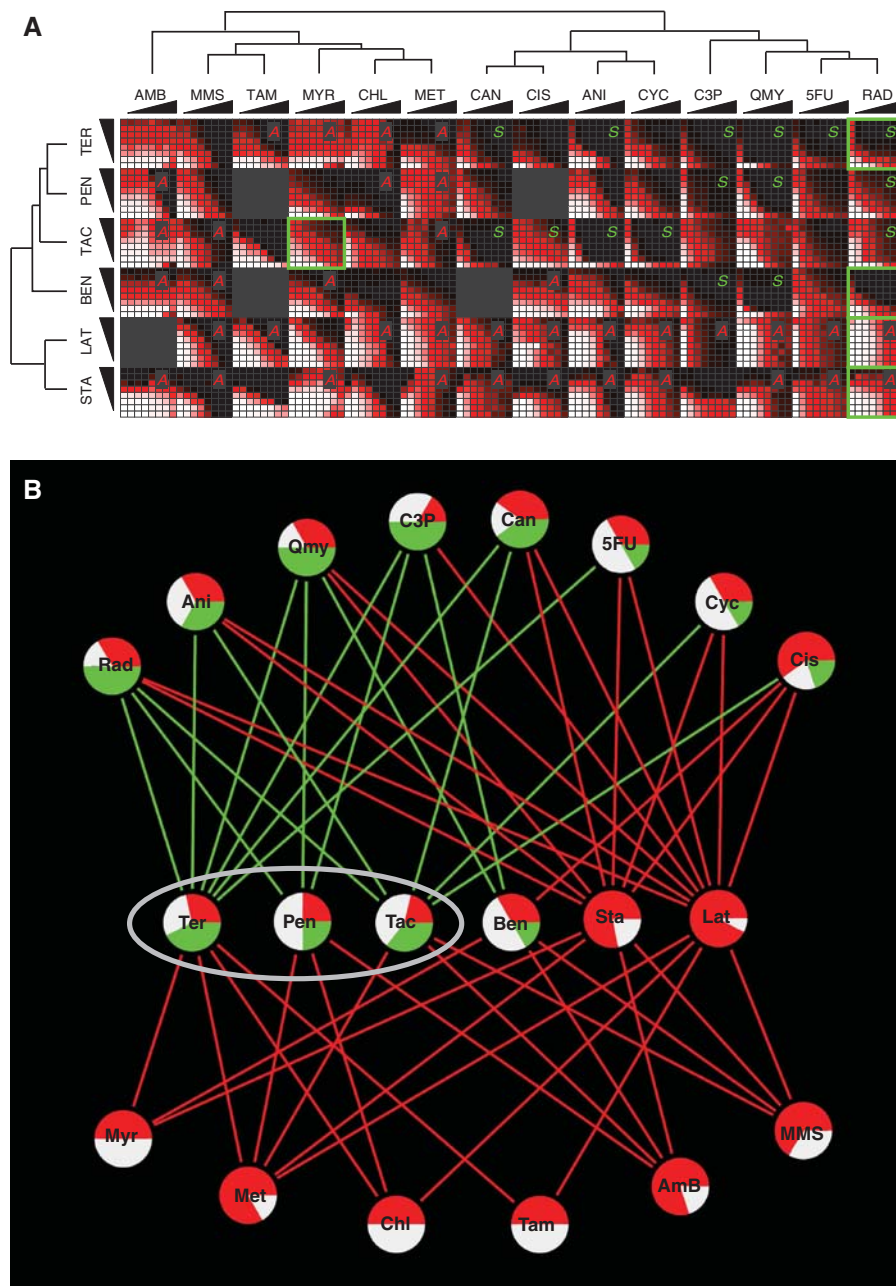 A
AMB MMS TAM MYR CHL MET CAN CIS ANI CYC C3P QMY 5FU RAD
TER A A A A S S S S S S
PEN A A A S S S
TAC A A A S S S S S
BEN A A A A S S
LAT A A A A A A A A A A A A
STA A A A A A A A A A A A
B
Qmy C3P Can 5FU
Ani Cyc
Rad Cis
Ter Pen Tac Ben Sta Lat
Myr MMS
Met AmB
Chl Tam